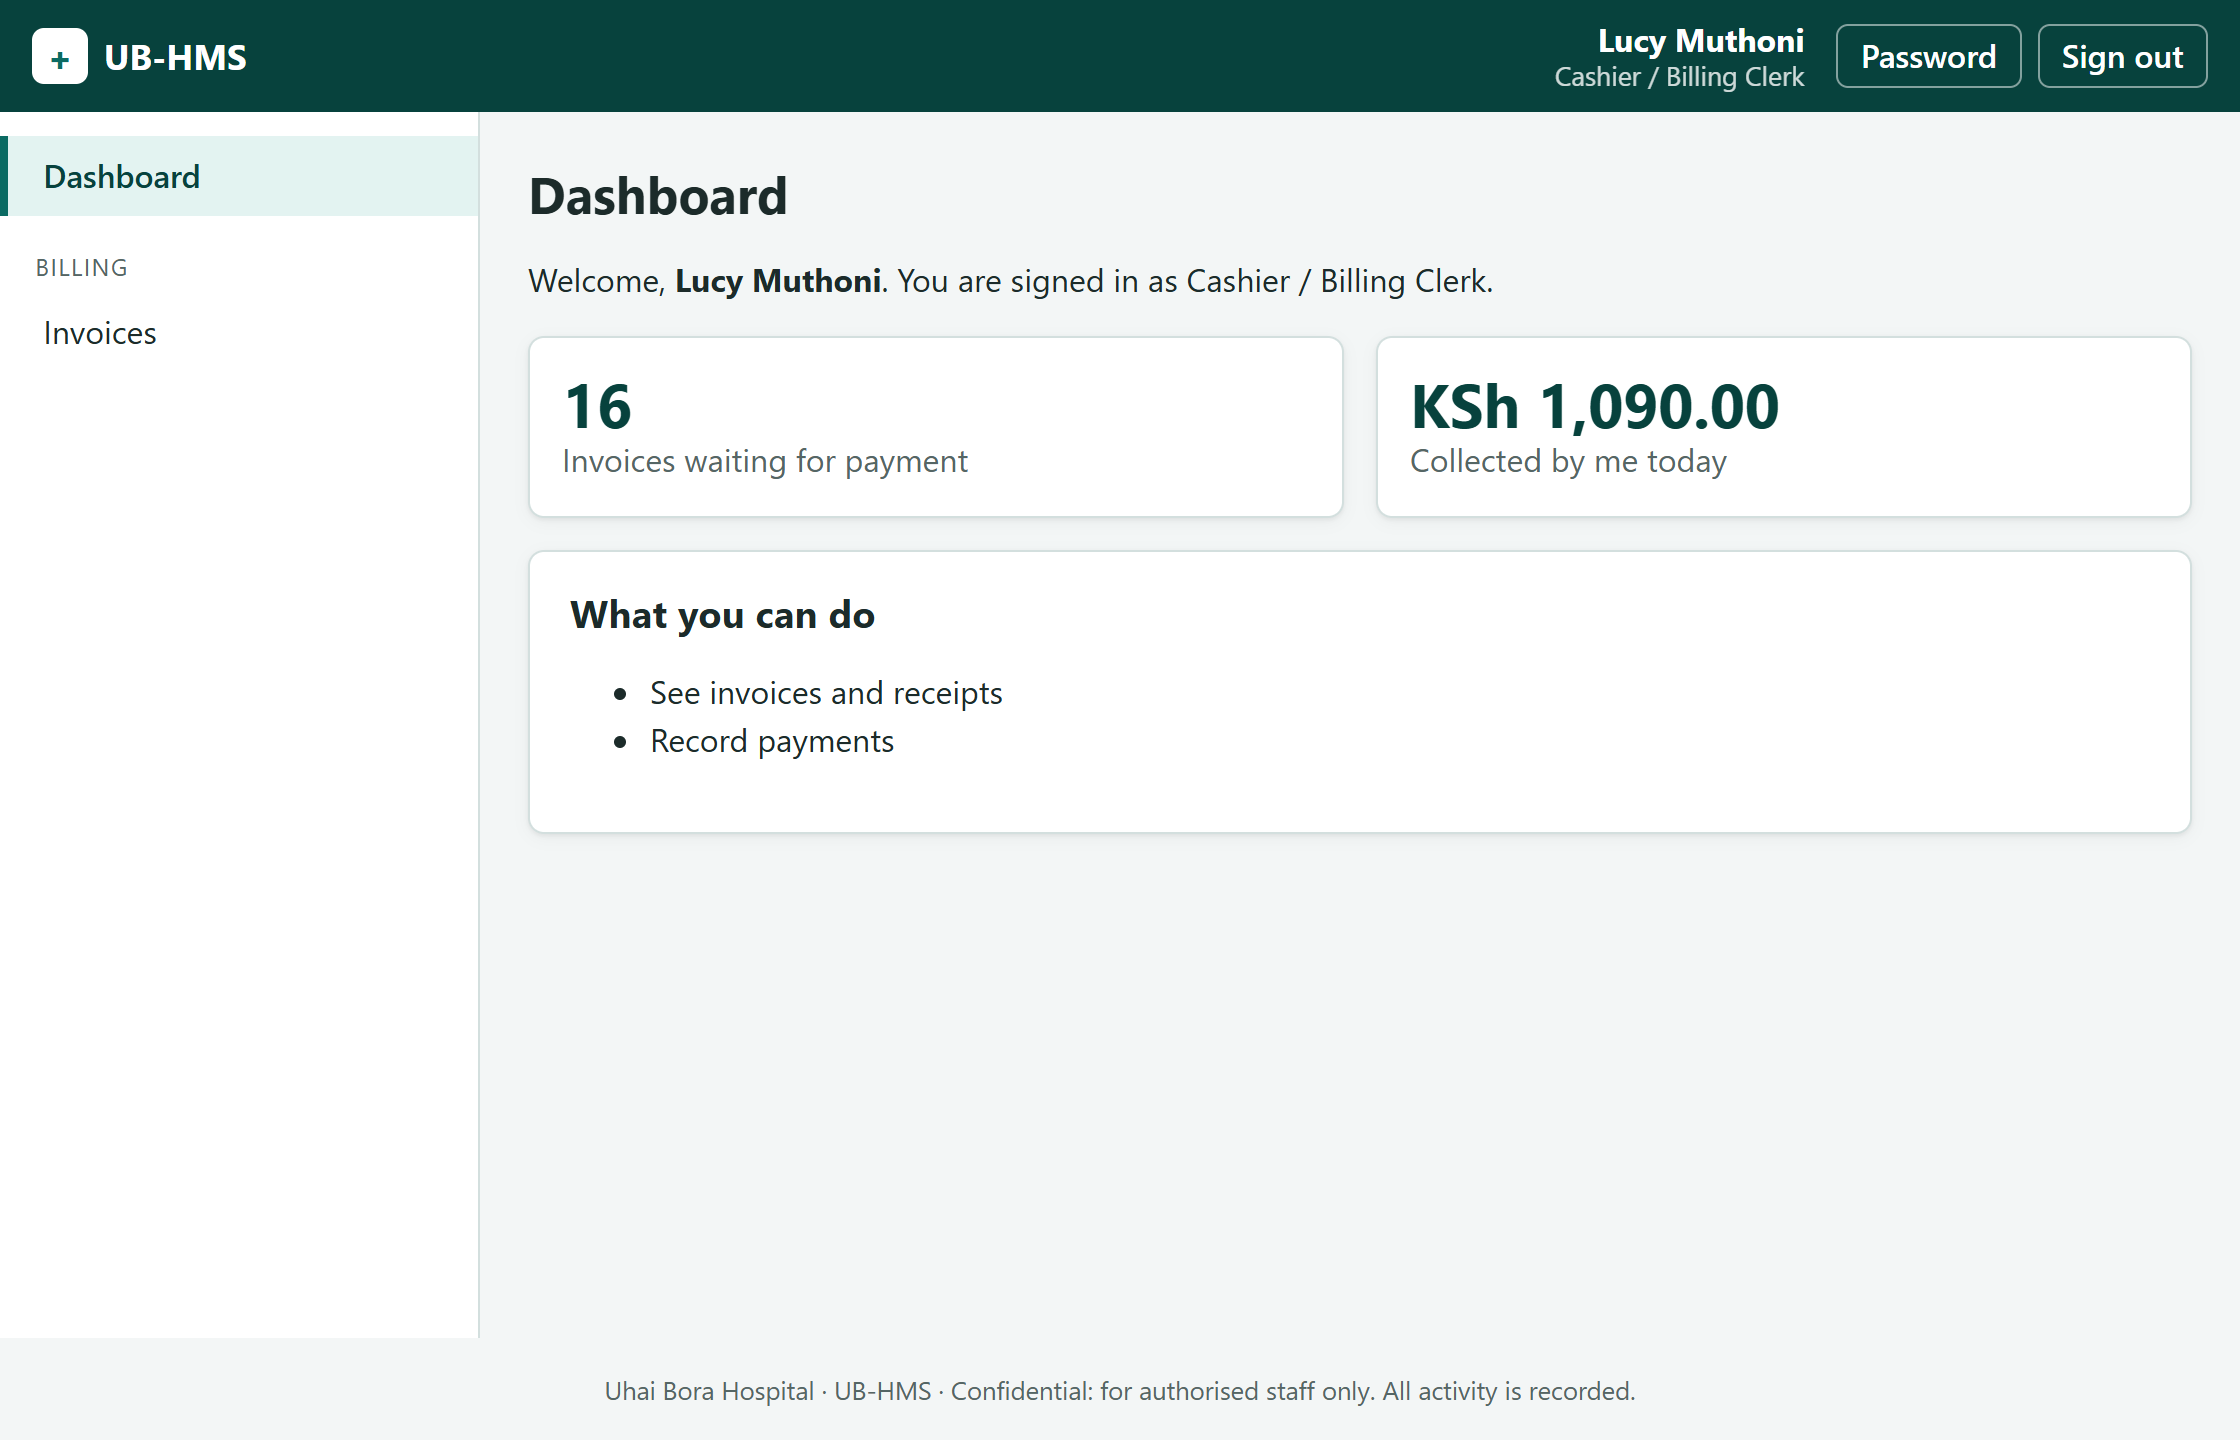 + UB-HMS
Lucy Muthoni
Cashier / Billing Clerk
Password
Sign out
Dashboard
BILLING
Invoices
Dashboard
Welcome, Lucy Muthoni. You are signed in as Cashier / Billing Clerk.
16
Invoices waiting for payment
KSh 1,090.00
Collected by me today
What you can do
• See invoices and receipts
• Record payments
Uhai Bora Hospital · UB-HMS · Confidential: for authorised staff only. All activity is recorded.